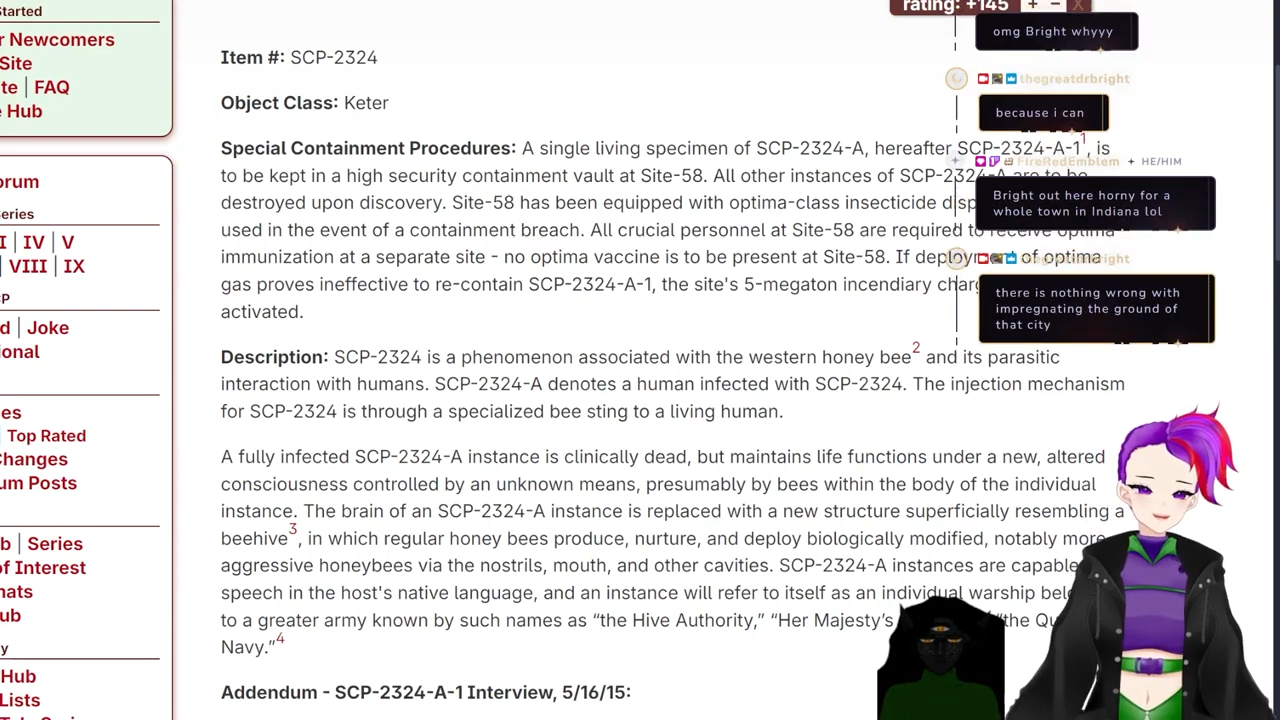 Started
r Newcomers
Site
te | FAQ
e Hub
orum
Series
I | IV | V
| VIII | IX
CP
d | Joke
ional
es
| Top Rated
Changes
um Posts
b | Series
of Interest
mats
ub
y
Hub
Lists
rating: +145 + − X
Item #: SCP-2324
Object Class: Keter
Special Containment Procedures: A single living specimen of SCP-2324-A, hereafter SCP-2324-A-1¹, is
to be kept in a high security containment vault at Site-58. All other instances of SCP-2324-A are to be
destroyed upon discovery. Site-58 has been equipped with optima-class insecticide
used in the event of a containment breach. All crucial personnel at Site-58 are required to receive optima
immunization at a separate site - no optima vaccine is to be present at Site-58. If deployment of optima
gas proves ineffective to re-contain SCP-2324-A-1, the site's 5-megaton incendiary
activated.
Description: SCP-2324 is a phenomenon associated with the western honey bee² and its parasitic
interaction with humans. SCP-2324-A denotes a human infected with SCP-2324. The injection mechanism
for SCP-2324 is through a specialized bee sting to a living human.
A fully infected SCP-2324-A instance is clinically dead, but maintains life functions under a new, altered
consciousness controlled by an unknown means, presumably by bees within the body of the individual
instance. The brain of an SCP-2324-A instance is replaced with a new structure superficially resembling a
beehive³, in which regular honey bees produce, nurture, and deploy biologically modified, notably more
aggressive honeybees via the nostrils, mouth, and other cavities. SCP-2324-A instances are capable
speech in the host's native language, and an instance will refer to itself as an individual warship
to a greater army known by such names as “the Hive Authority,” “Her Majesty’s “the
Navy.”⁴
Addendum - SCP-2324-A-1 Interview, 5/16/15:
omg Bright whyyy
thegreatdrbright
because i can
FireRedEmblem HE/HIM
Bright out here horny for a
whole town in Indiana lol
thegreatdrbright
there is nothing wrong with
impregnating the ground of
that city